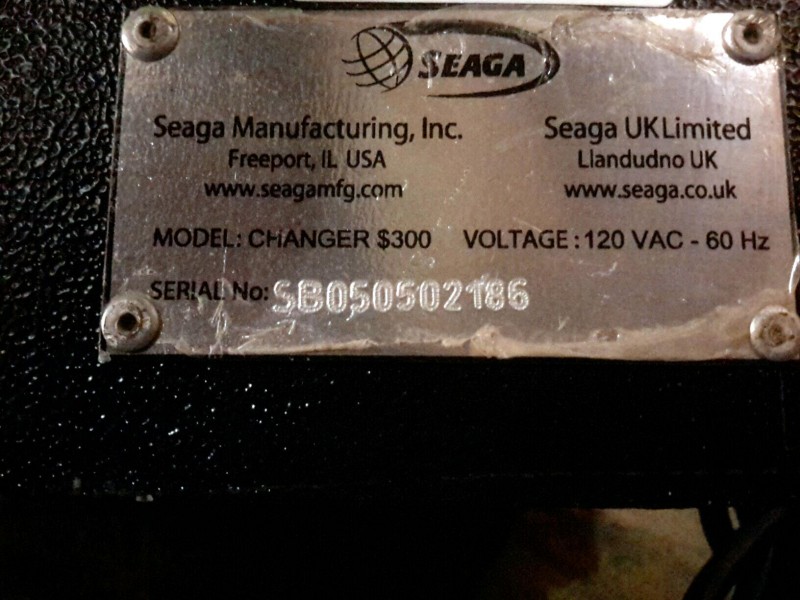 SEAGA
Seaga Manufacturing, Inc.
Freeport, IL USA
www.seagamfg.com
Seaga UK Limited
Llandudno UK
www.seaga.co.uk
MODEL: CHANGER $300 VOLTAGE: 120 VAC - 60 Hz
SERIAL No: SB050502186